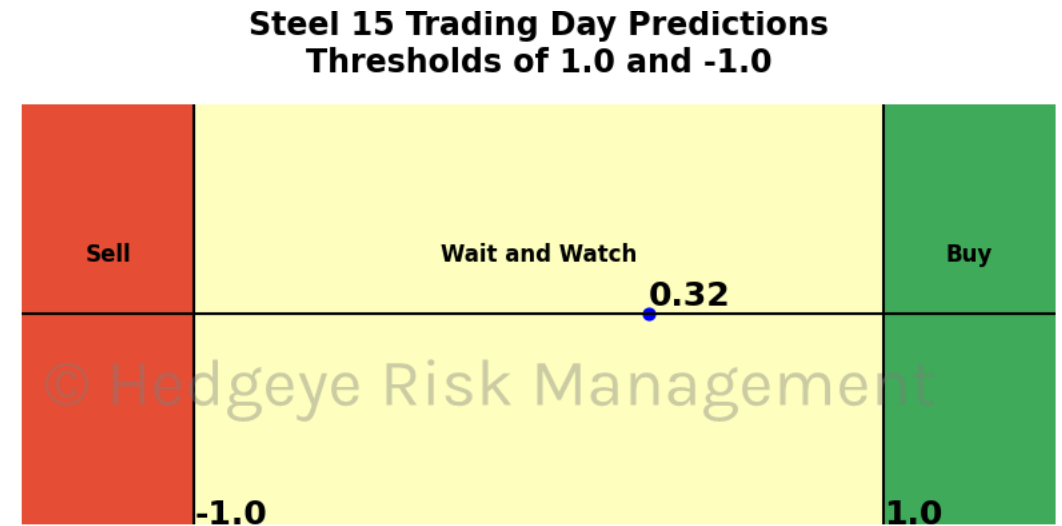 Steel 15 Trading Day Predictions
Thresholds of 1.0 and -1.0
Sell
Wait and Watch
Buy
0.32
© Hedgeye Risk Management
-1.0
1.0